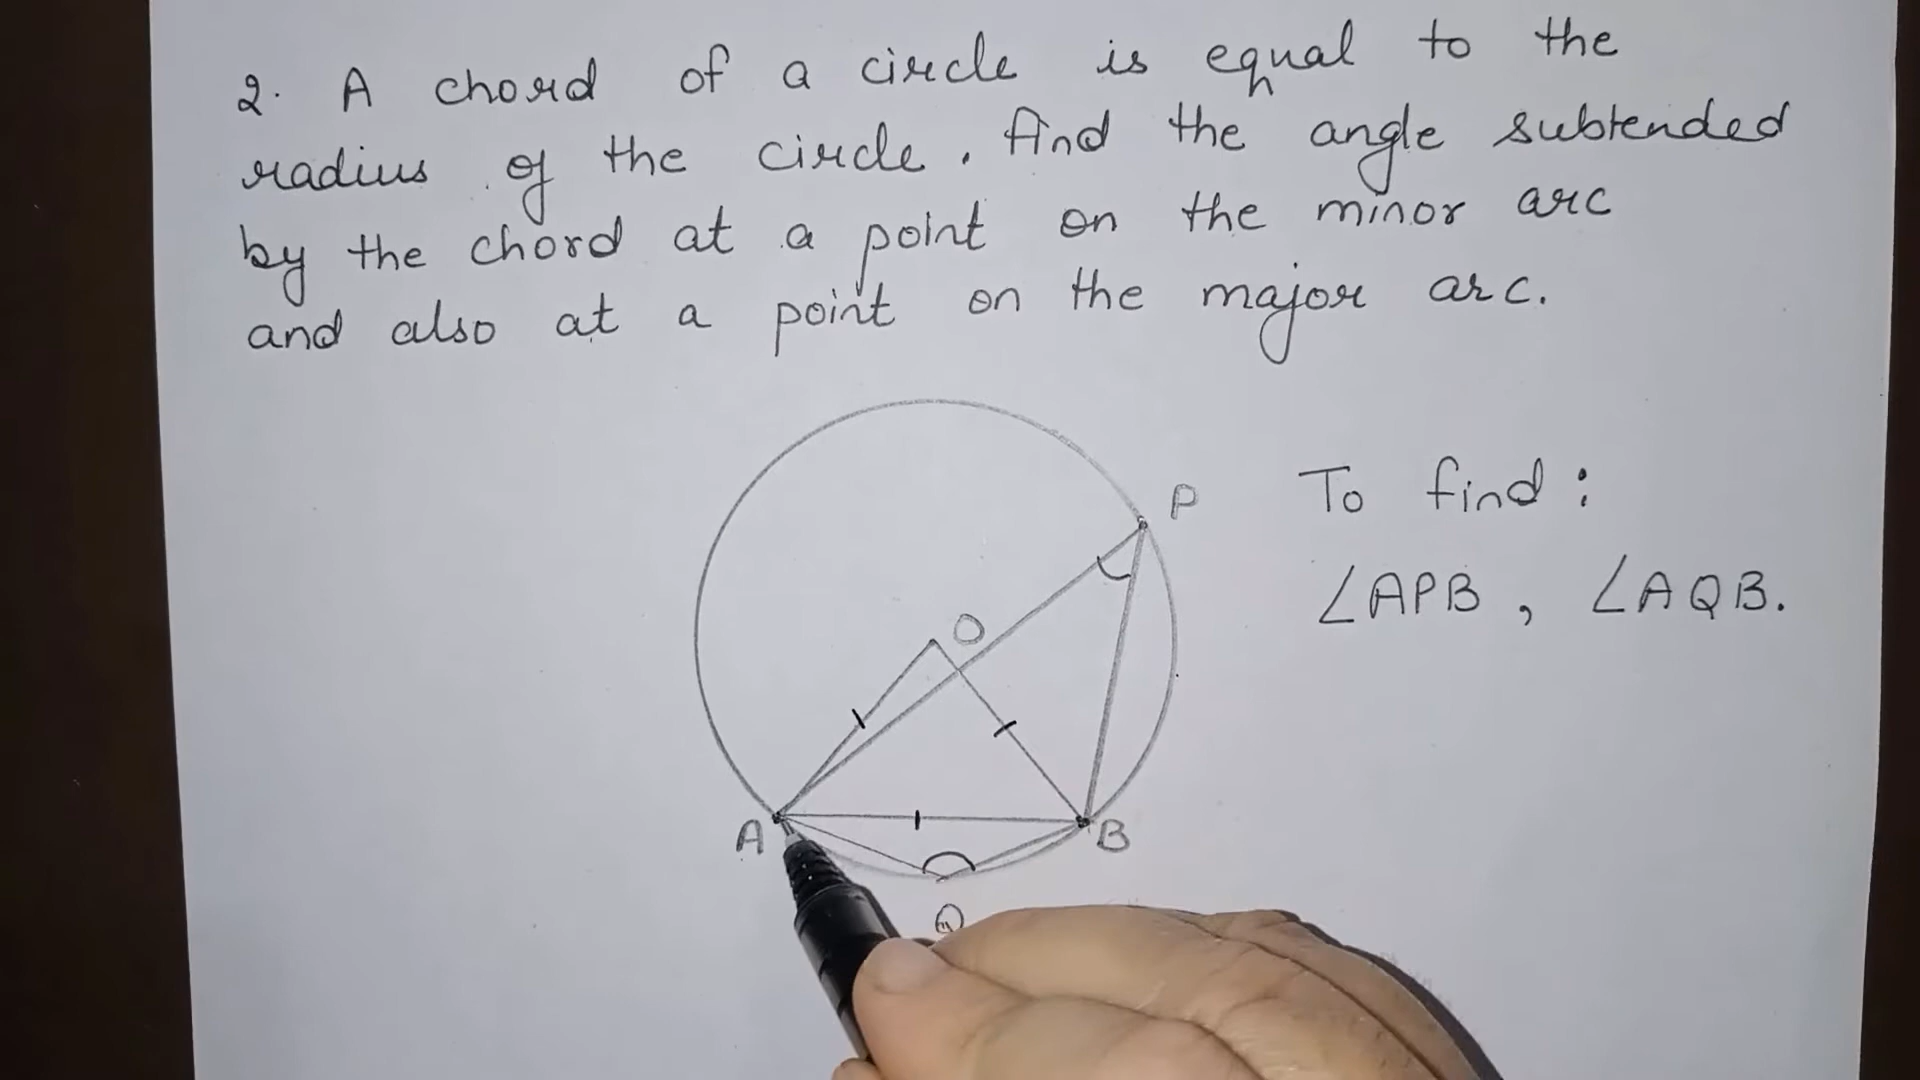 2. A chord of a circle is equal to the
radius of the circle. Find the angle subtended
by the chord at a point on the minor arc
and also at a point on the major arc.
P
To find :
∠APB , ∠AQB.
O
A
B
Q